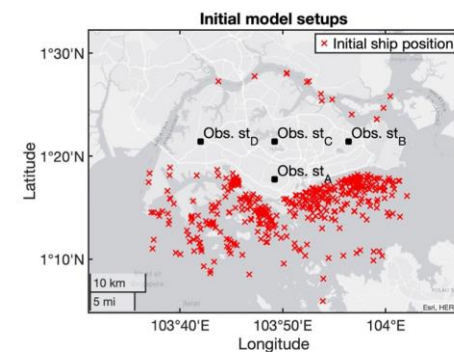 Initial model setups
× Initial ship position
1°30'N
Obs. st_D
Obs. st_C
Obs. st_B
1°20'N
Obs. st_A
Latitude
1°10'N
10 km
5 mi
Esri, HER
103°40'E
103°50'E
104°E
Longitude